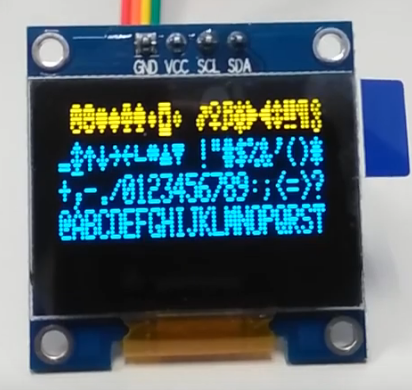 GND VCC SCL SDA
☺☻♥♦♣♠•◘○ ♂♀♪♫☼►◄↕‼¶§
▬↨↑↓→←∟↔▲▼ !"#$%&'()*
+,-./0123456789:;<=>?
@ABCDEFGHIJKLMNOPQRST